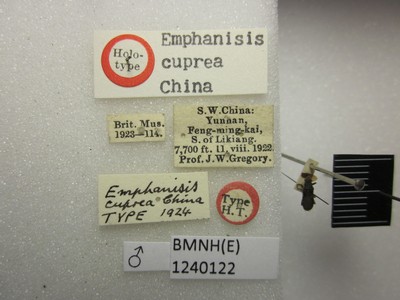 Holo-
type
Emphanisis
cuprea
China
Brit. Mus.
1923—114.
S.W. China:
Yunnan,
Feng-ming-kai,
S. of Likiang.
7,700 ft. 11, viii. 1922.
Prof. J.W. Gregory.
Emphanisis
cuprea China
TYPE 1924
Type
H.T.
♂
BMNH(E)
1240122